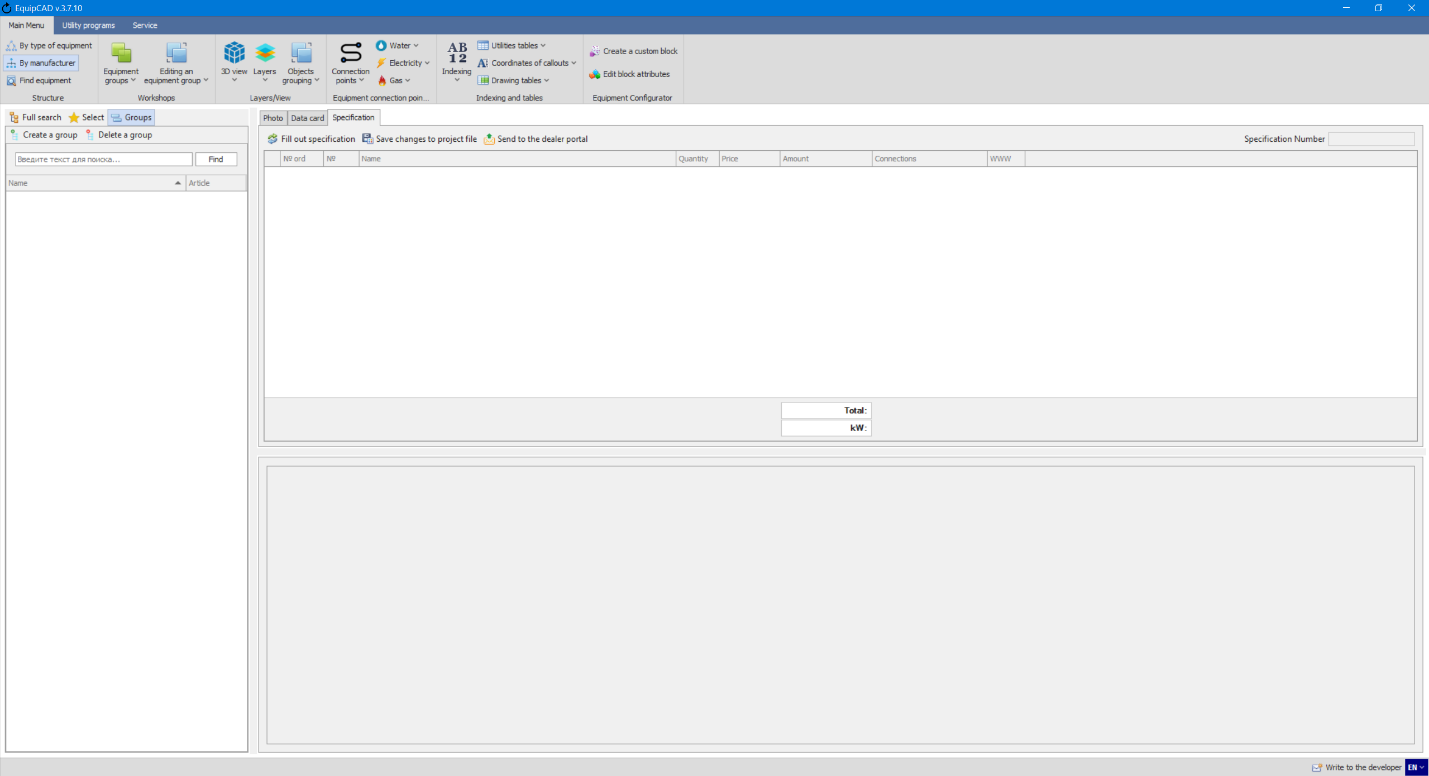 EquipCAD v.3.7.10
Main Menu Utility programs Service
By type of equipment
By manufacturer
Find equipment
Structure
Equipment groups
Editing an equipment group
Workshops
3D view
Layers
Objects grouping
Layers/View
Connection points
Water
Electricity
Gas
Equipment connection poin...
AB
12
Indexing
Utilities tables
Coordinates of callouts
Drawing tables
Indexing and tables
Create a custom block
Edit block attributes
Equipment Configurator
Full search Select Groups
Create a group Delete a group
Введите текст для поиска... Find
Name Article
Photo Data card Specification
Fill out specification Save changes to project file Send to the dealer portal Specification Number
№ ord № Name Quantity Price Amount Connections WWW
Total:
kW:
Write to the developer EN